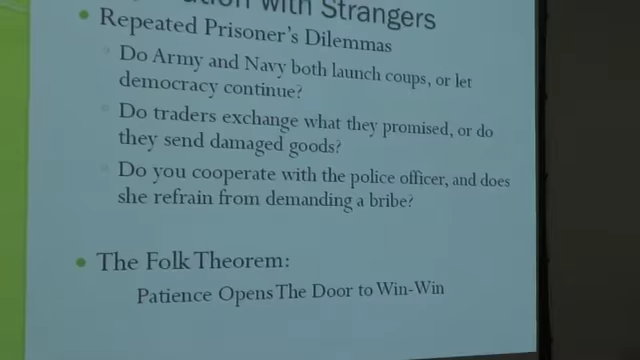 with Strangers
Repeated Prisoner's Dilemmas
Do Army and Navy both launch coups, or let
democracy continue?
Do traders exchange what they promised, or do
they send damaged goods?
Do you cooperate with the police officer, and does
she refrain from demanding a bribe?
The Folk Theorem:
Patience Opens The Door to Win-Win